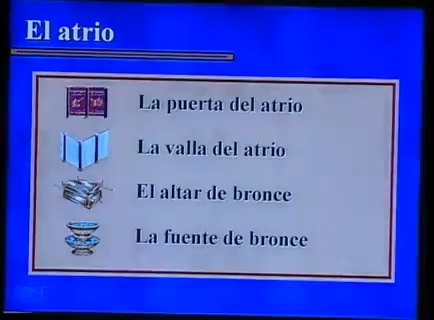 El atrio
La puerta del atrio
La valla del atrio
El altar de bronce
La fuente de bronce